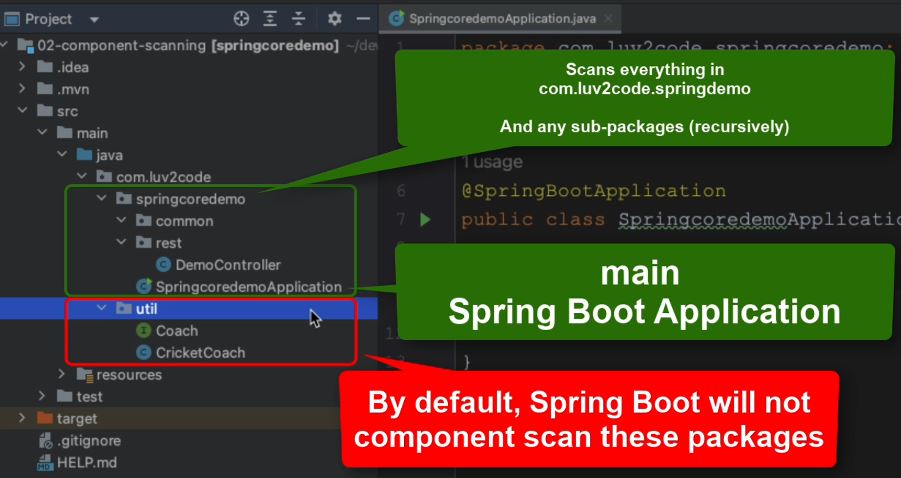 Project
SpringcoredemoApplication.java
02-component-scanning [springcoredemo] ~/de
1
package com.luv2code.springcoredemo;
.idea
.mvn
src
main
java
com.luv2code
springcoredemo
common
rest
DemoController
SpringcoredemoApplication
util
Coach
CricketCoach
resources
test
target
.gitignore
HELP.md
Scans everything in
com.luv2code.springdemo
And any sub-packages (recursively)
1 usage
6
@SpringBootApplication
7
public class SpringcoredemoApplicatio
main
Spring Boot Application
}
By default, Spring Boot will not
component scan these packages